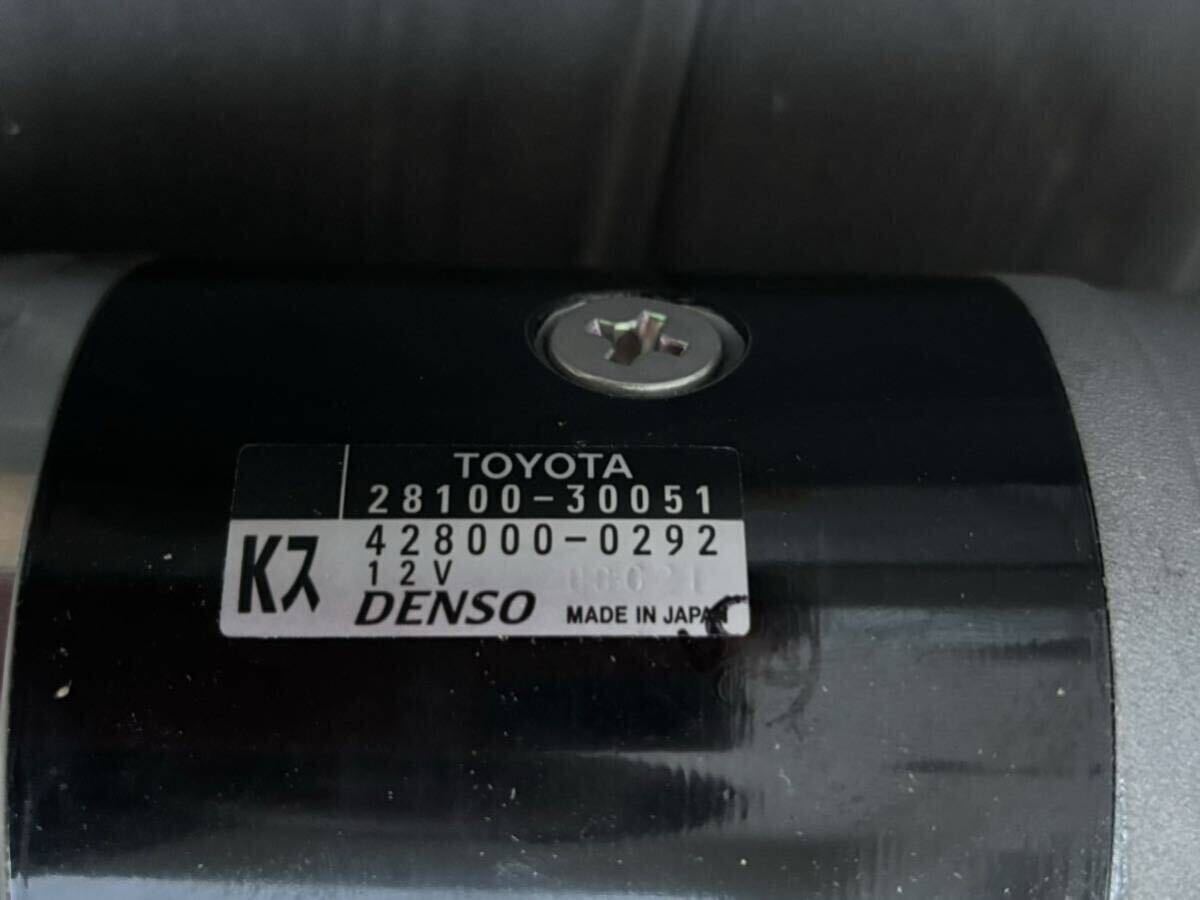 TOYOTA
28100-30051
Kス
428000-0292
12V
DENSO MADE IN JAPAN